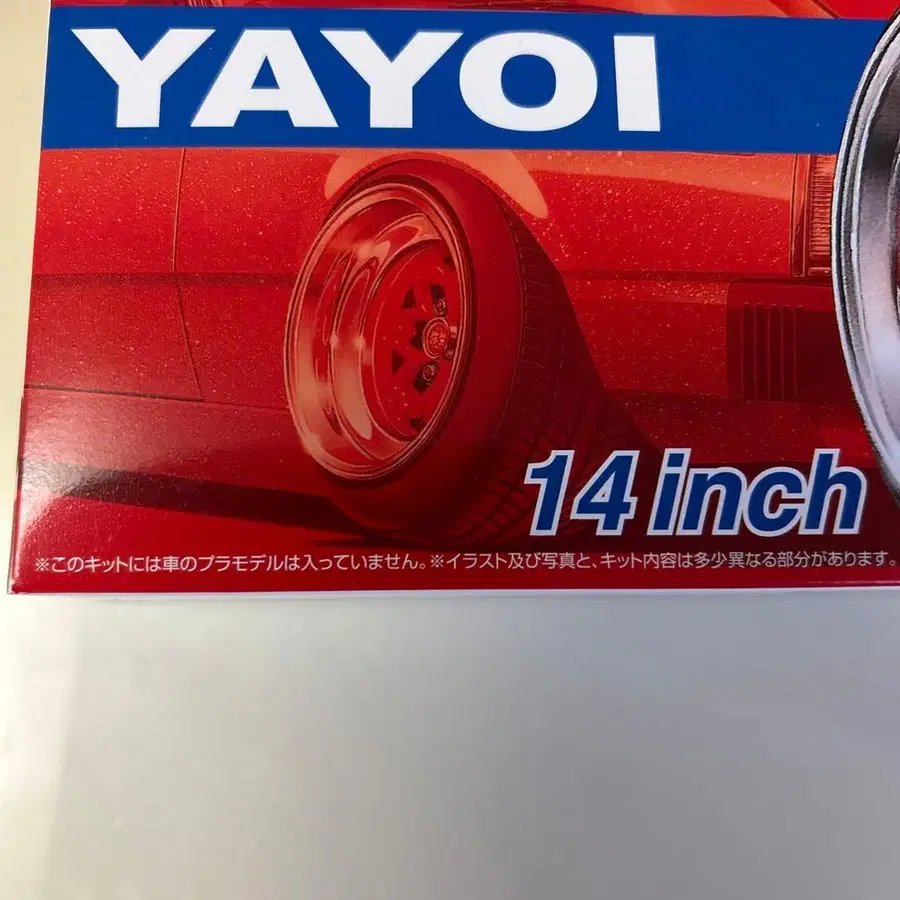 YAYOI
14 inch
※このキットには車のプラモデルは入っていません。※イラスト及び写真と、キット内容は多少異なる部分があります。